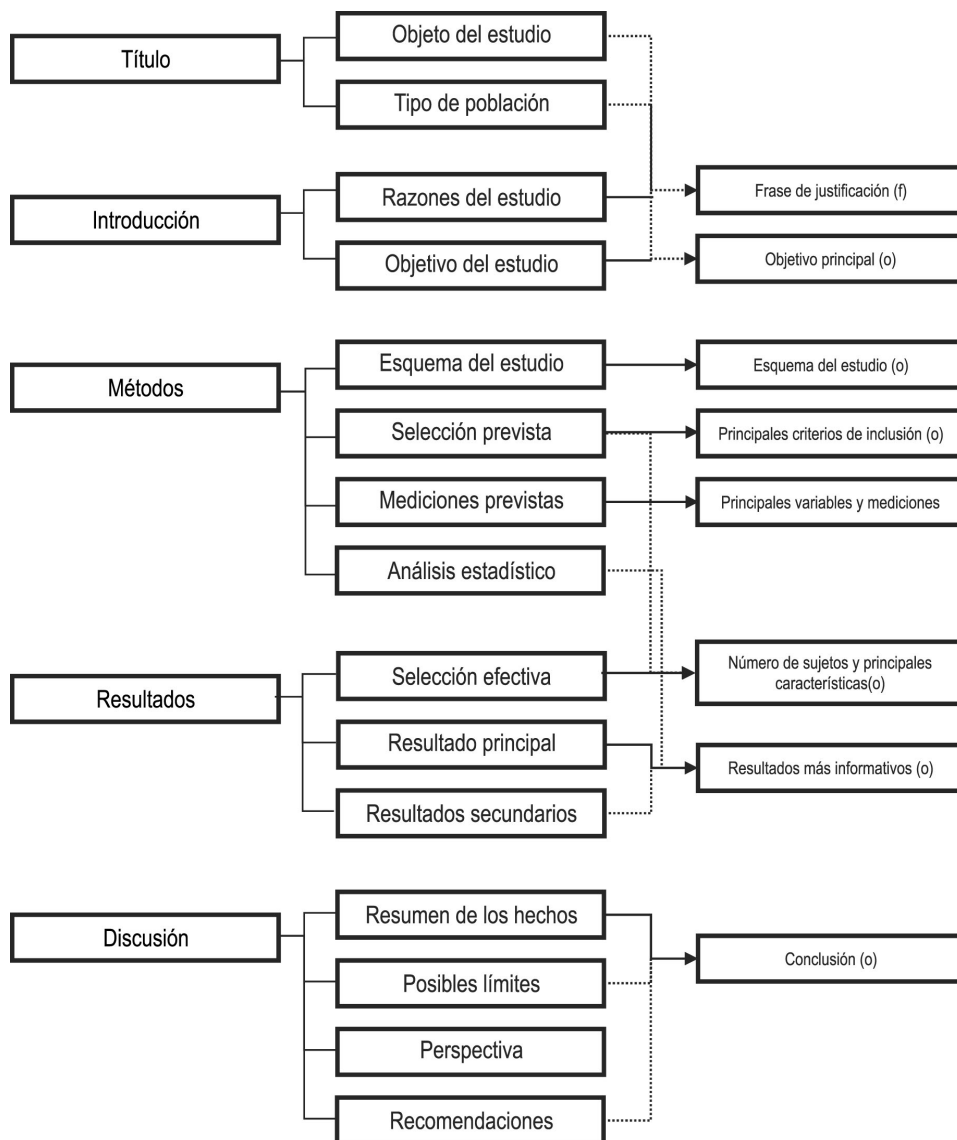 Título
Objeto del estudio
Tipo de población
Introducción
Razones del estudio
Objetivo del estudio
Frase de justificación (f)
Objetivo principal (o)
Métodos
Esquema del estudio
Selección prevista
Mediciones previstas
Análisis estadístico
Esquema del estudio (o)
Principales criterios de inclusión (o)
Principales variables y mediciones
Resultados
Selección efectiva
Resultado principal
Resultados secundarios
Número de sujetos y principales
características(o)
Resultados más informativos (o)
Discusión
Resumen de los hechos
Posibles límites
Perspectiva
Recomendaciones
Conclusión (o)